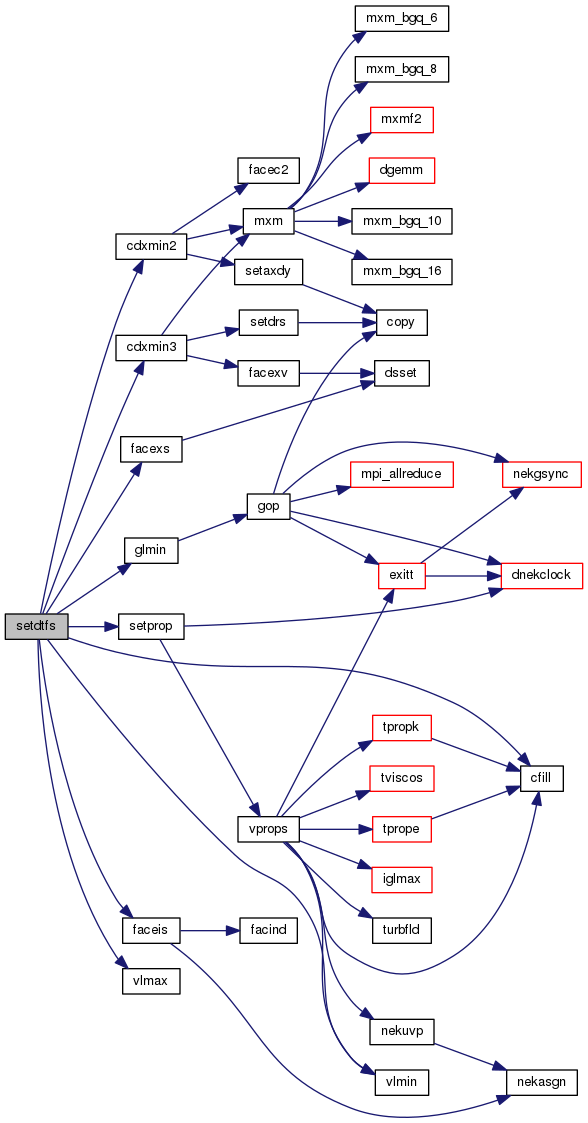 mxm_bgq_6
mxm_bgq_8
mxmf2
facec2
dgemm
mxm
mxm_bgq_10
cdxmin2
setaxdy
mxm_bgq_16
setdrs
copy
cdxmin3
facexv
dsset
facexs
mpi_allreduce
nekgsync
gop
glmin
exitt
dnekclock
setdtfs
setprop
tpropk
tviscos
cfill
vprops
tprope
iglmax
faceis
facind
turbfld
vlmax
nekuvp
vlmin
nekasgn